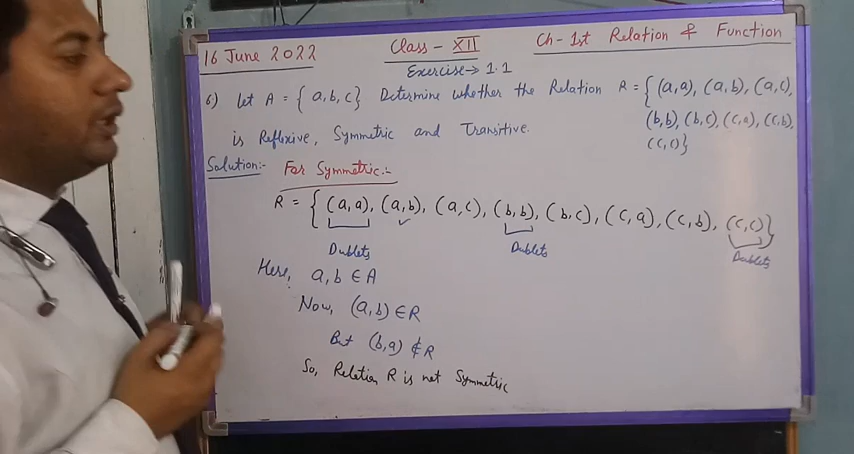 16 June 2022 Class - XII Ch - 1st Relation & Function
Exercise → 1.1
6) Let A = { a, b, c } Determine whether the Relation R = { (a,a), (a,b), (a,c),
(b,b), (b,c), (c,a), (c,b),
is Reflexive, Symmetric and Transitive. (c,c)}
Solution:- For Symmetric:-
R = { (a,a), (a,b), (a,c), (b,b), (b,c), (c,a), (c,b), (c,c)}
Dublets Dublets Dublets
Here, a, b ∈ A
Now, (a,b) ∈ R
But (b,a) ∉ R
So, Relation R is not Symmetric